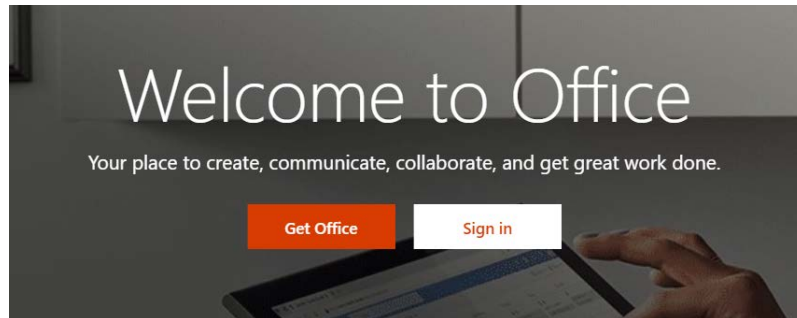 Welcome to Office
Your place to create, communicate, collaborate, and get great work done.
Get Office
Sign in